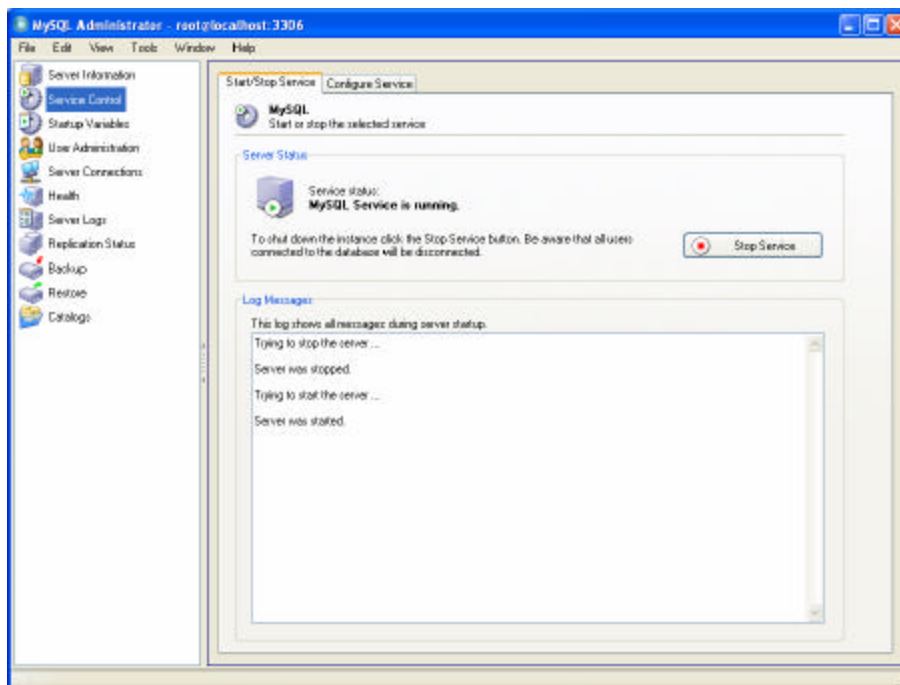 MySQL Administrator - root@localhost:3306
File Edit View Tools Window Help
Server Information
Service Control
Startup Variables
User Administration
Server Connections
Health
Server Logs
Replication Status
Backup
Restore
Catalogs
Start/Stop Service Configure Service
MySQL
Start or stop the selected service
Server Status
Service status:
MySQL Service is running.
To shut down the instance click the Stop Service button. Be aware that all users
connected to the database will be disconnected.
Stop Service
Log Messages
This log shows all messages during server startup.
Trying to stop the server ...
Server was stopped.
Trying to start the server ...
Server was started.